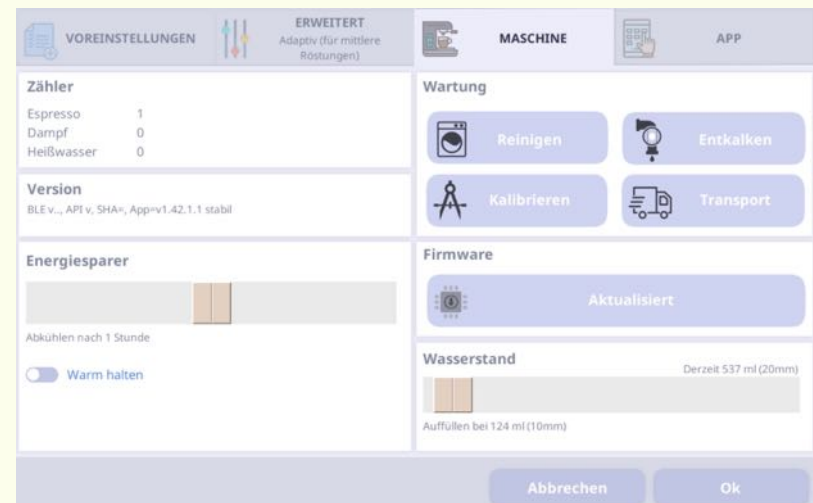 VOREINSTELLUNGEN
ERWEITERT
Adaptiv (für mittlere
Röstungen)
MASCHINE
APP
Zähler
Espresso 1
Dampf 0
Heißwasser 0
Version
BLE v.., API v, SHA=, App=v1.42.1.1 stabil
Energiesparer
Abkühlen nach 1 Stunde
Warm halten
Wartung
Reinigen
Entkalken
Kalibrieren
Transport
Firmware
Aktualisiert
Wasserstand
Derzeit 537 ml (20mm)
Auffüllen bei 124 ml (10mm)
Abbrechen
Ok